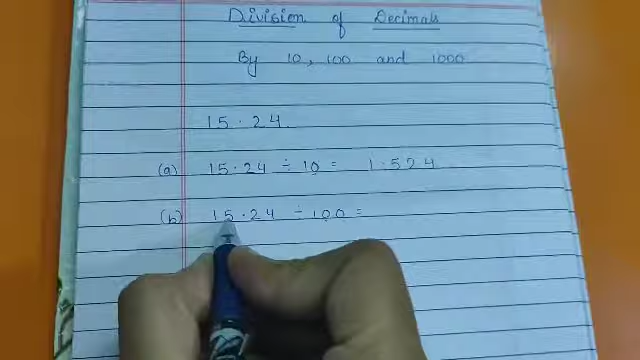 Division of Decimals
By 10, 100 and 1000
15.24
(a) 15.24 ÷ 10 = 1.524
(b) 15.24 ÷ 100 =